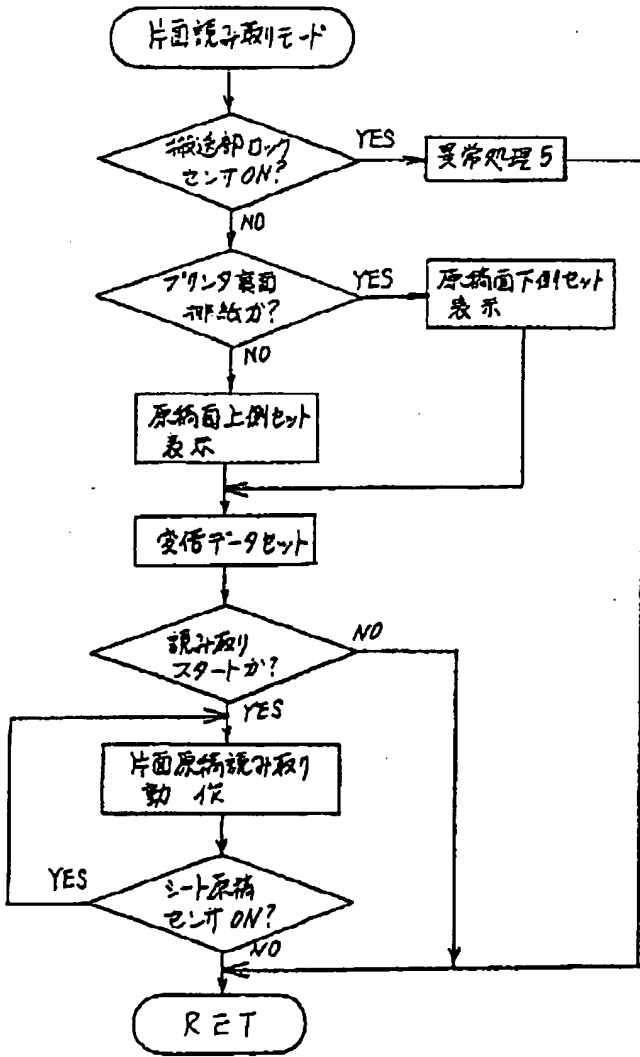 片面読み取りモード
搬送部ロック
センサON?
YES
異常処理5
NO
プリンタ裏面
排紙か?
YES
原稿面下側セット
表示
NO
原稿面上側セット
表示
変倍データセット
読み取り
スタートか?
NO
YES
片面原稿読み取り
動作
シート原稿
センサON?
YES
NO
RET